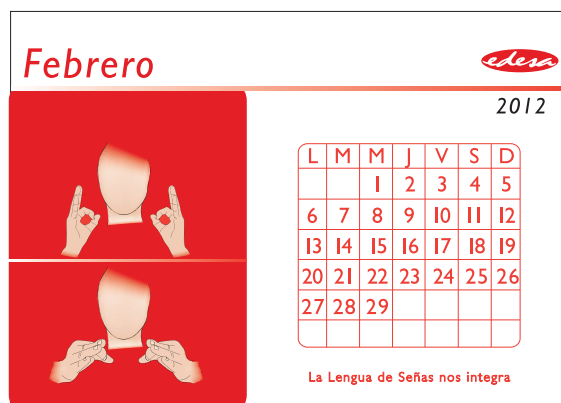 Febrero
edesa
2012
L M M J V S D
1 2 3 4 5
6 7 8 9 10 11 12
13 14 15 16 17 18 19
20 21 22 23 24 25 26
27 28 29
La Lengua de Señas nos integra